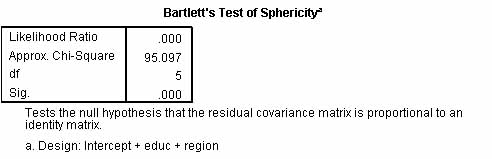 Bartlett's Test of Sphericityª
Likelihood Ratio .000
Approx. Chi-Square 95.097
df 5
Sig. .000
Tests the null hypothesis that the residual covariance matrix is proportional to an
identity matrix.
a. Design: Intercept + educ + region